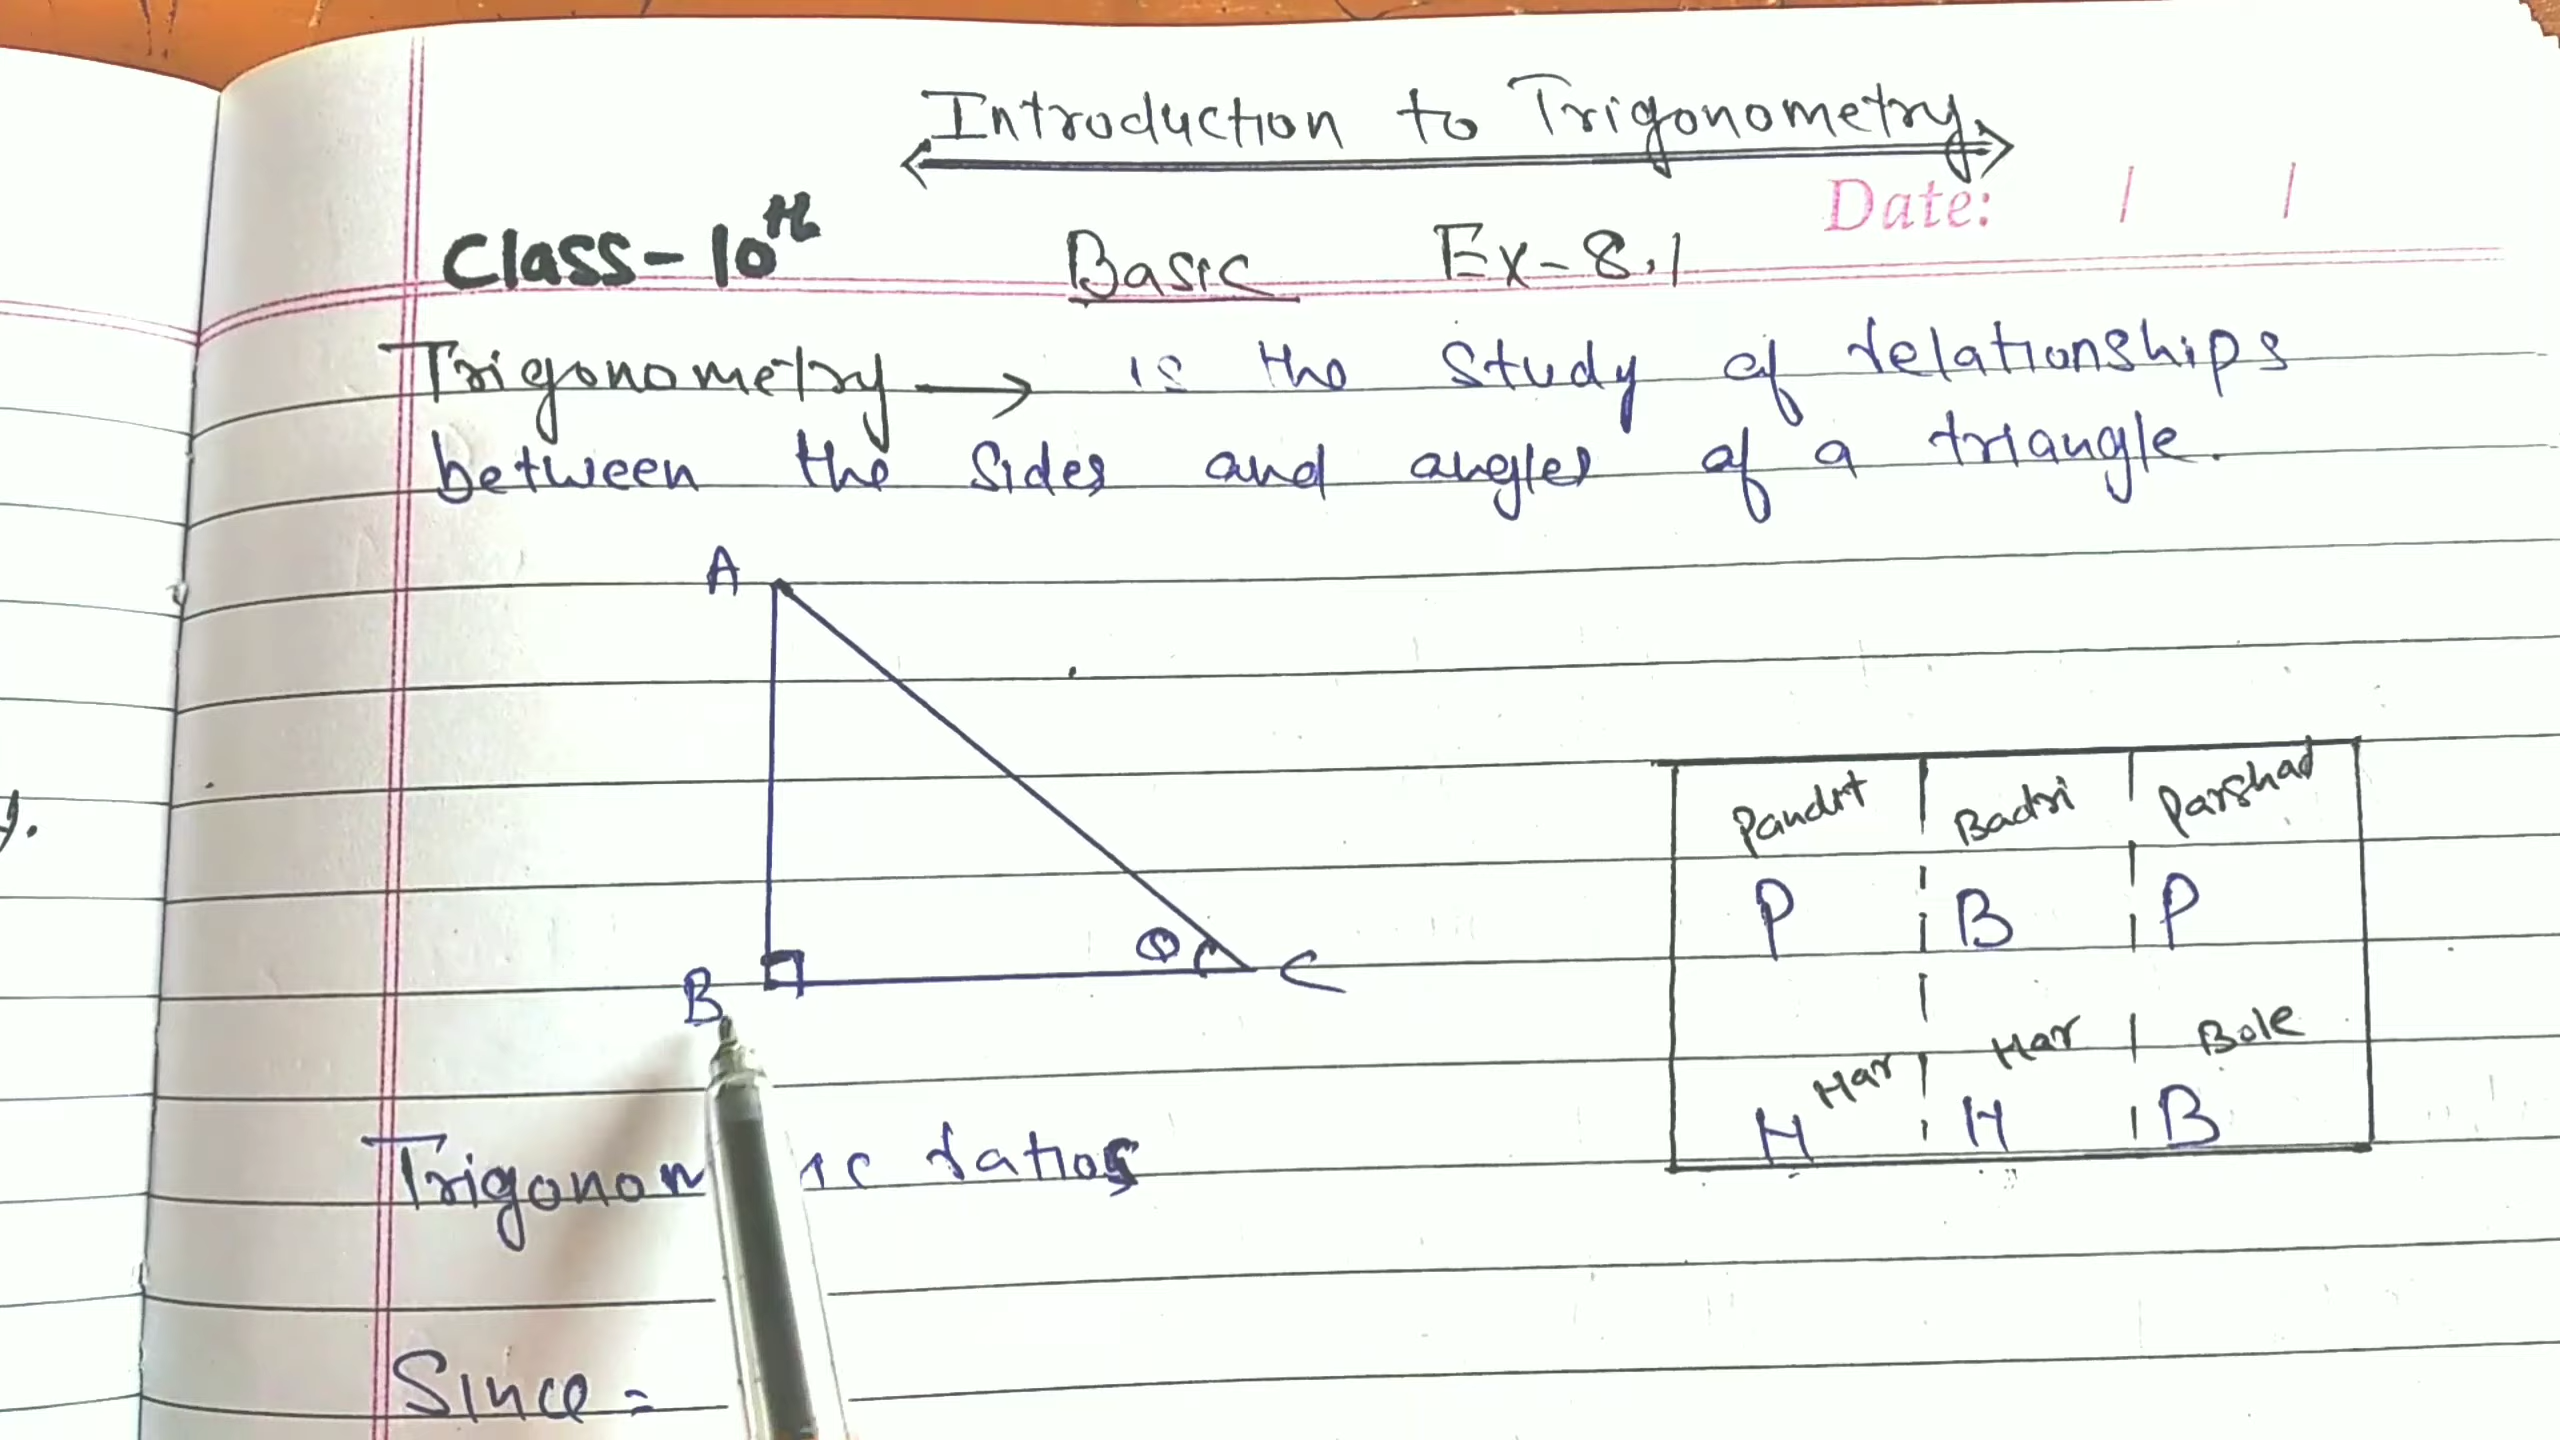 Introduction to Trigonometry
Date: / /
Class-10th Basic Ex-8.1
Trigonometry → is the study of relationships
between the sides and angles of a triangle.
A
B
θ
C
Pandit Badri Parshad
P B P
Har Har Bole
H H B
ratios
=